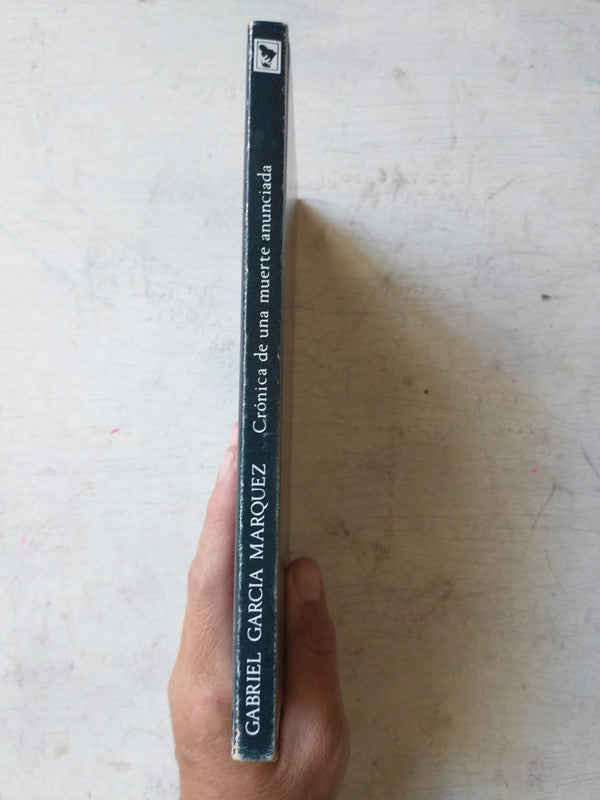 GABRIEL GARCIA MARQUEZ Crónica de una muerte anunciada